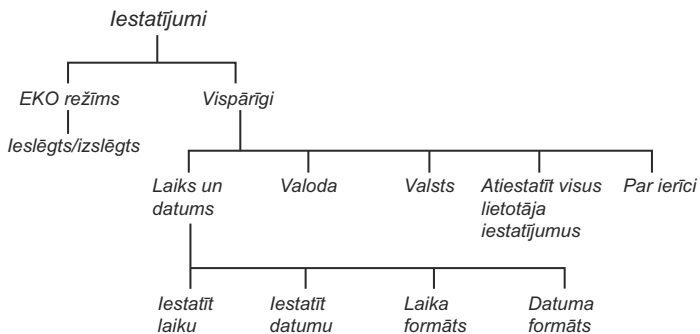 Iestatījumi
EKO režīms
Vispārīgi
Ieslēgts/izslēgts
Laiks un
datums
Valoda
Valsts
Atiestatīt visus
lietotāja
iestatījumus
Par ierīci
Iestatīt
laiku
Iestatīt
datumu
Laika
formāts
Datuma
formāts